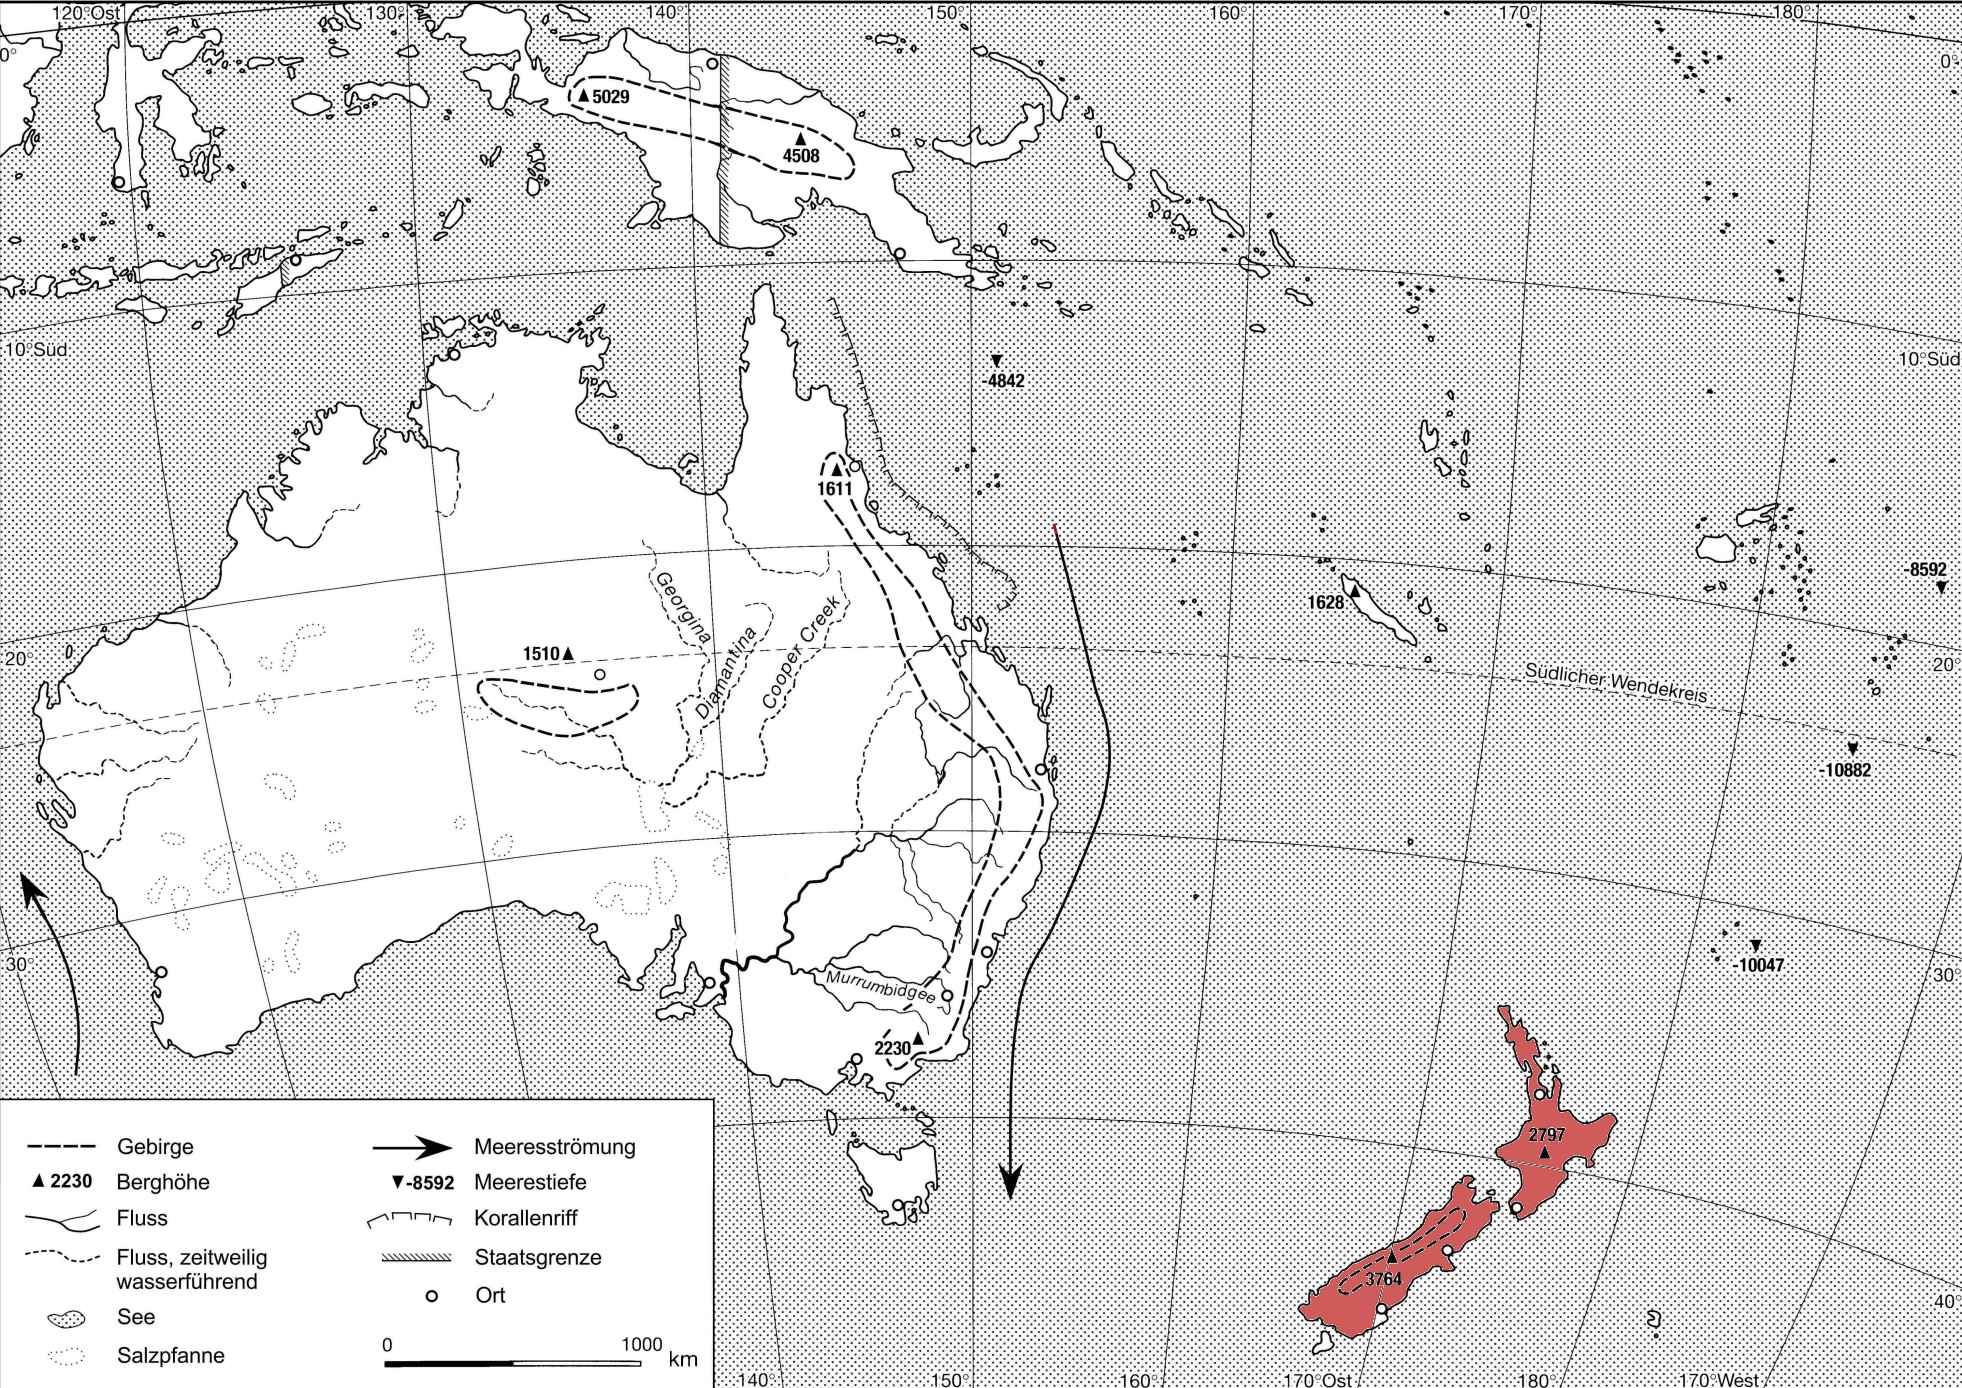 120°Ost
130°
140°
150°
160°
170°
180°
0°
0°
5029
4508
10°Süd
10°Süd
-4842
1611
-8592
Georgina
Diamantina
Cooper Creek
1628
1510
20°
20°
Südlicher Wendekreis
-10882
30°
30°
-10047
Murrumbidgee
2230
2797
3764
40°
Gebirge
2230 Berghöhe
Fluss
Fluss, zeitweilig
wasserführend
See
Salzpfanne
Meeresströmung
-8592 Meerestiefe
Korallenriff
Staatsgrenze
Ort
0 1000 km
140°
150°
160°
170°Ost
180°
170°West